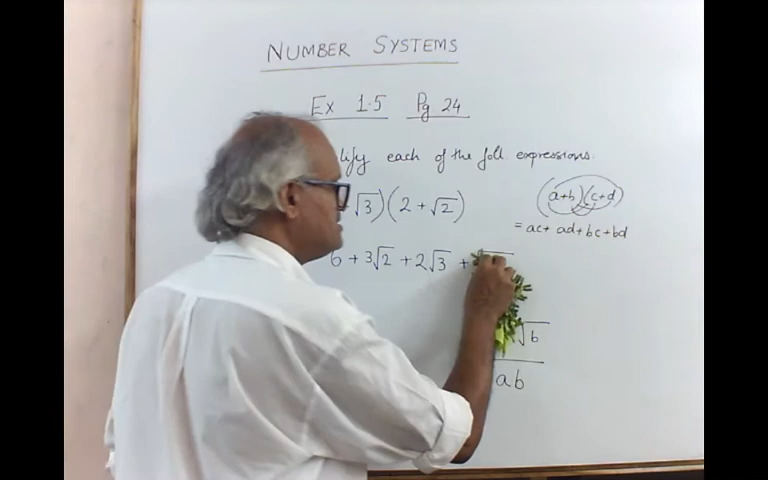 NUMBER SYSTEMS
Ex 1.5 Pg 24
each of the foll. expressions.
√3)(2 + √2) (a+b)(c+d)
= ac + ad + bc + bd
6 + 3√2 + 2√3 + √
√b
ab